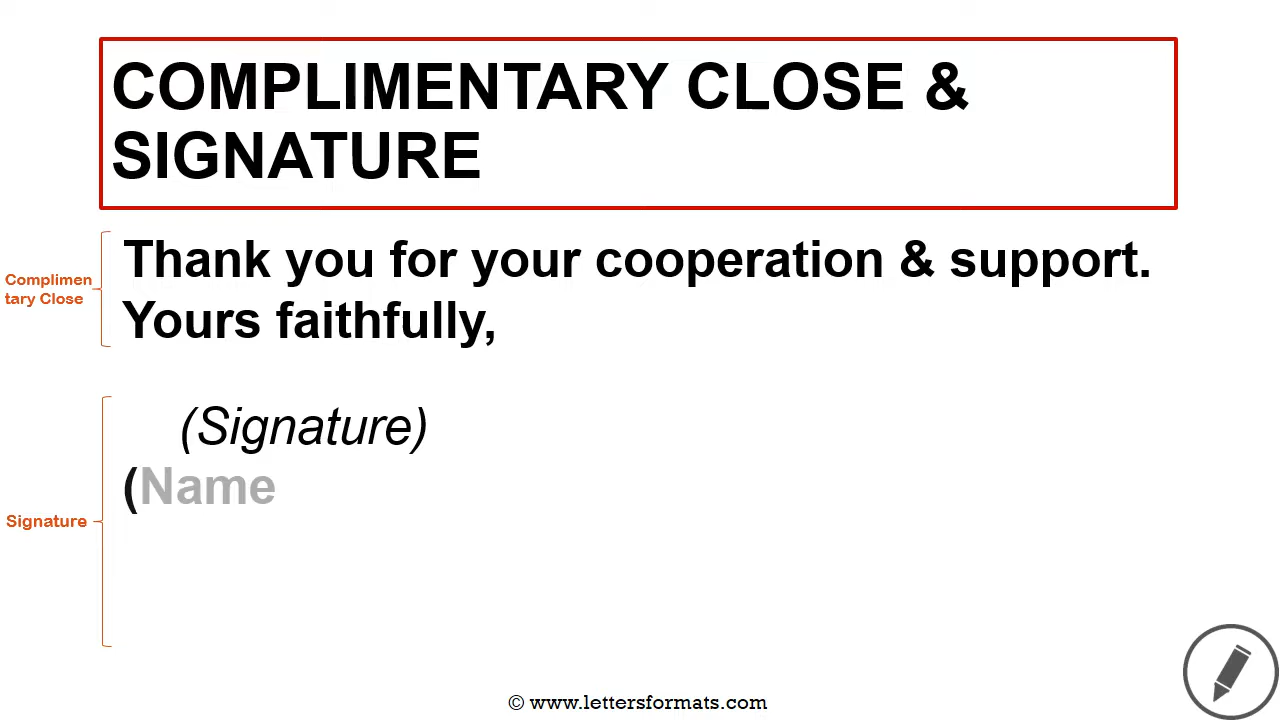 COMPLIMENTARY CLOSE &
SIGNATURE
Complimen
tary Close
Thank you for your cooperation & support.
Yours faithfully,
Signature
(Signature)
(Name
© www.lettersformats.com